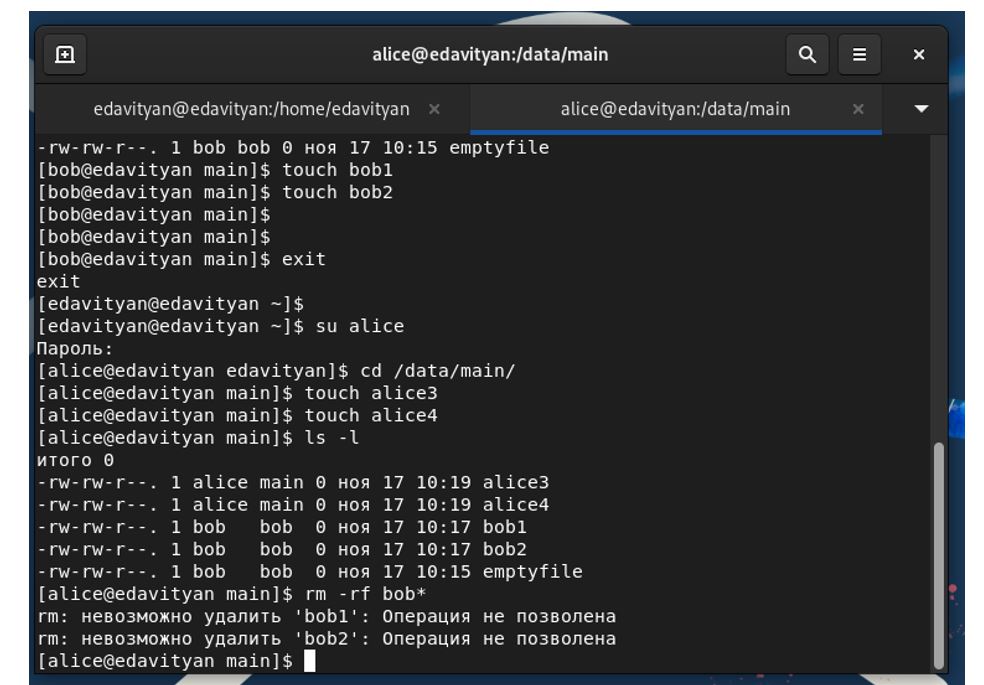 alice@edavityan:/data/main
edavityan@edavityan:/home/edavityan
alice@edavityan:/data/main
-rw-rw-r--. 1 bob bob 0 ноя 17 10:15 emptyfile
[bob@edavityan main]$ touch bob1
[bob@edavityan main]$ touch bob2
[bob@edavityan main]$
[bob@edavityan main]$
[bob@edavityan main]$ exit
exit
[edavityan@edavityan ~]$
[edavityan@edavityan ~]$ su alice
Пароль:
[alice@edavityan edavityan]$ cd /data/main/
[alice@edavityan main]$ touch alice3
[alice@edavityan main]$ touch alice4
[alice@edavityan main]$ ls -l
итого 0
-rw-rw-r--. 1 alice main 0 ноя 17 10:19 alice3
-rw-rw-r--. 1 alice main 0 ноя 17 10:19 alice4
-rw-rw-r--. 1 bob   bob  0 ноя 17 10:17 bob1
-rw-rw-r--. 1 bob   bob  0 ноя 17 10:17 bob2
-rw-rw-r--. 1 bob   bob  0 ноя 17 10:15 emptyfile
[alice@edavityan main]$ rm -rf bob*
rm: невозможно удалить 'bob1': Операция не позволена
rm: невозможно удалить 'bob2': Операция не позволена
[alice@edavityan main]$